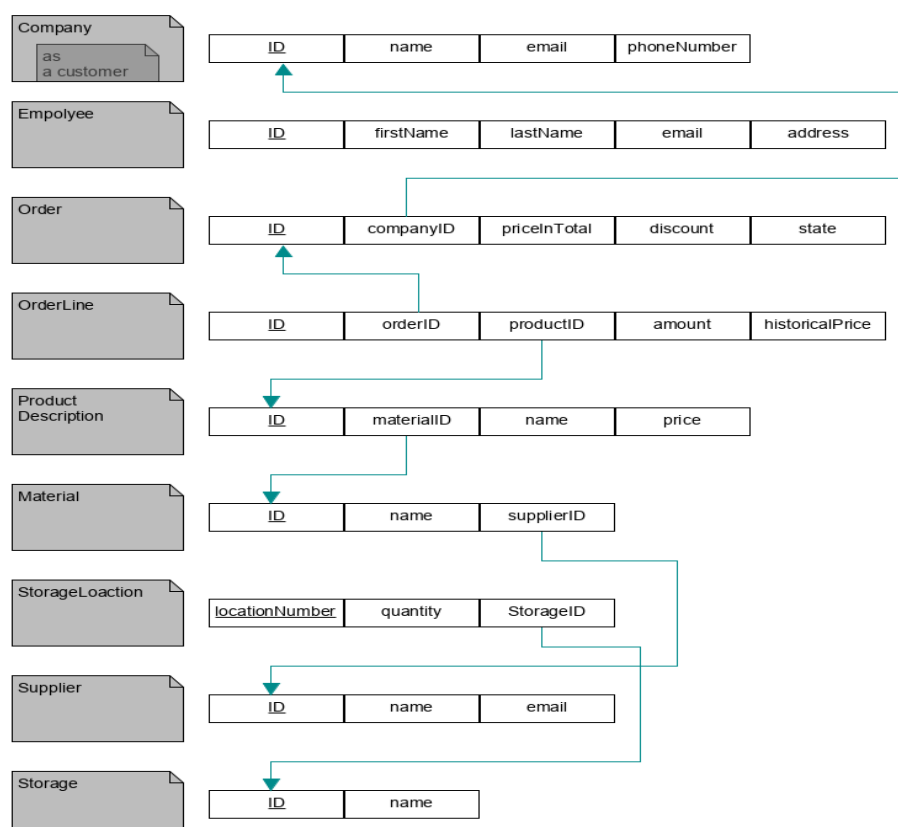 Company
as
a customer
ID name email phoneNumber
Empolyee
ID firstName lastName email address
Order
ID companyID priceInTotal discount state
OrderLine
ID orderID productID amount historicalPrice
Product
Description
ID materialID name price
Material
ID name supplierID
StorageLoaction
locationNumber quantity StorageID
Supplier
ID name email
Storage
ID name